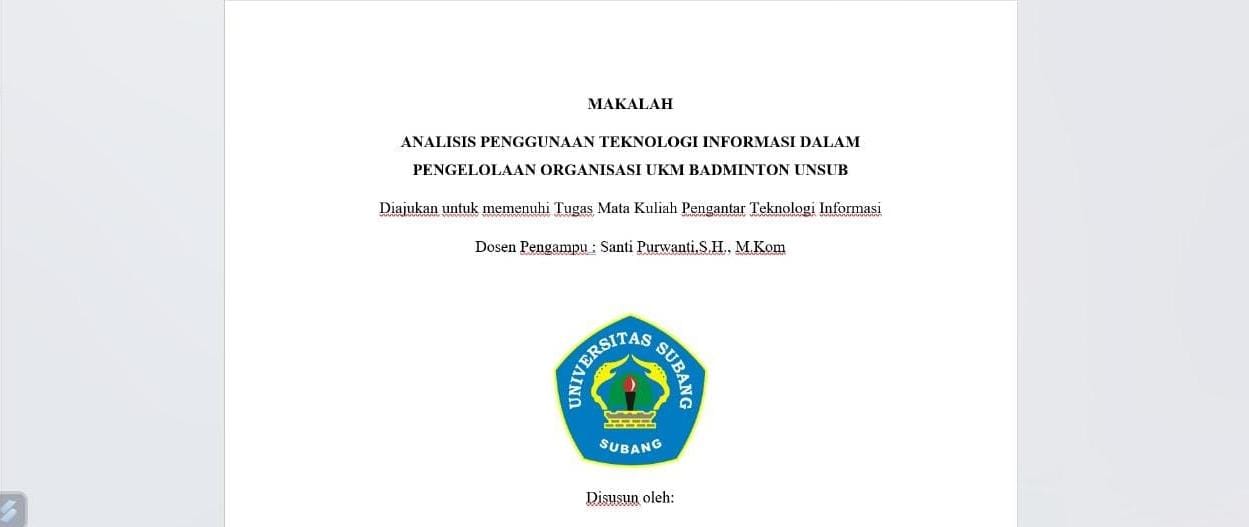 MAKALAH
ANALISIS PENGGUNAAN TEKNOLOGI INFORMASI DALAM
PENGELOLAAN ORGANISASI UKM BADMINTON UNSUB
Diajukan untuk memenuhi Tugas Mata Kuliah Pengantar Teknologi Informasi
Dosen Pengampu : Santi Purwanti,S.H., M.Kom
UNIVERSITAS SUBANG
SUBANG
Disusun oleh: